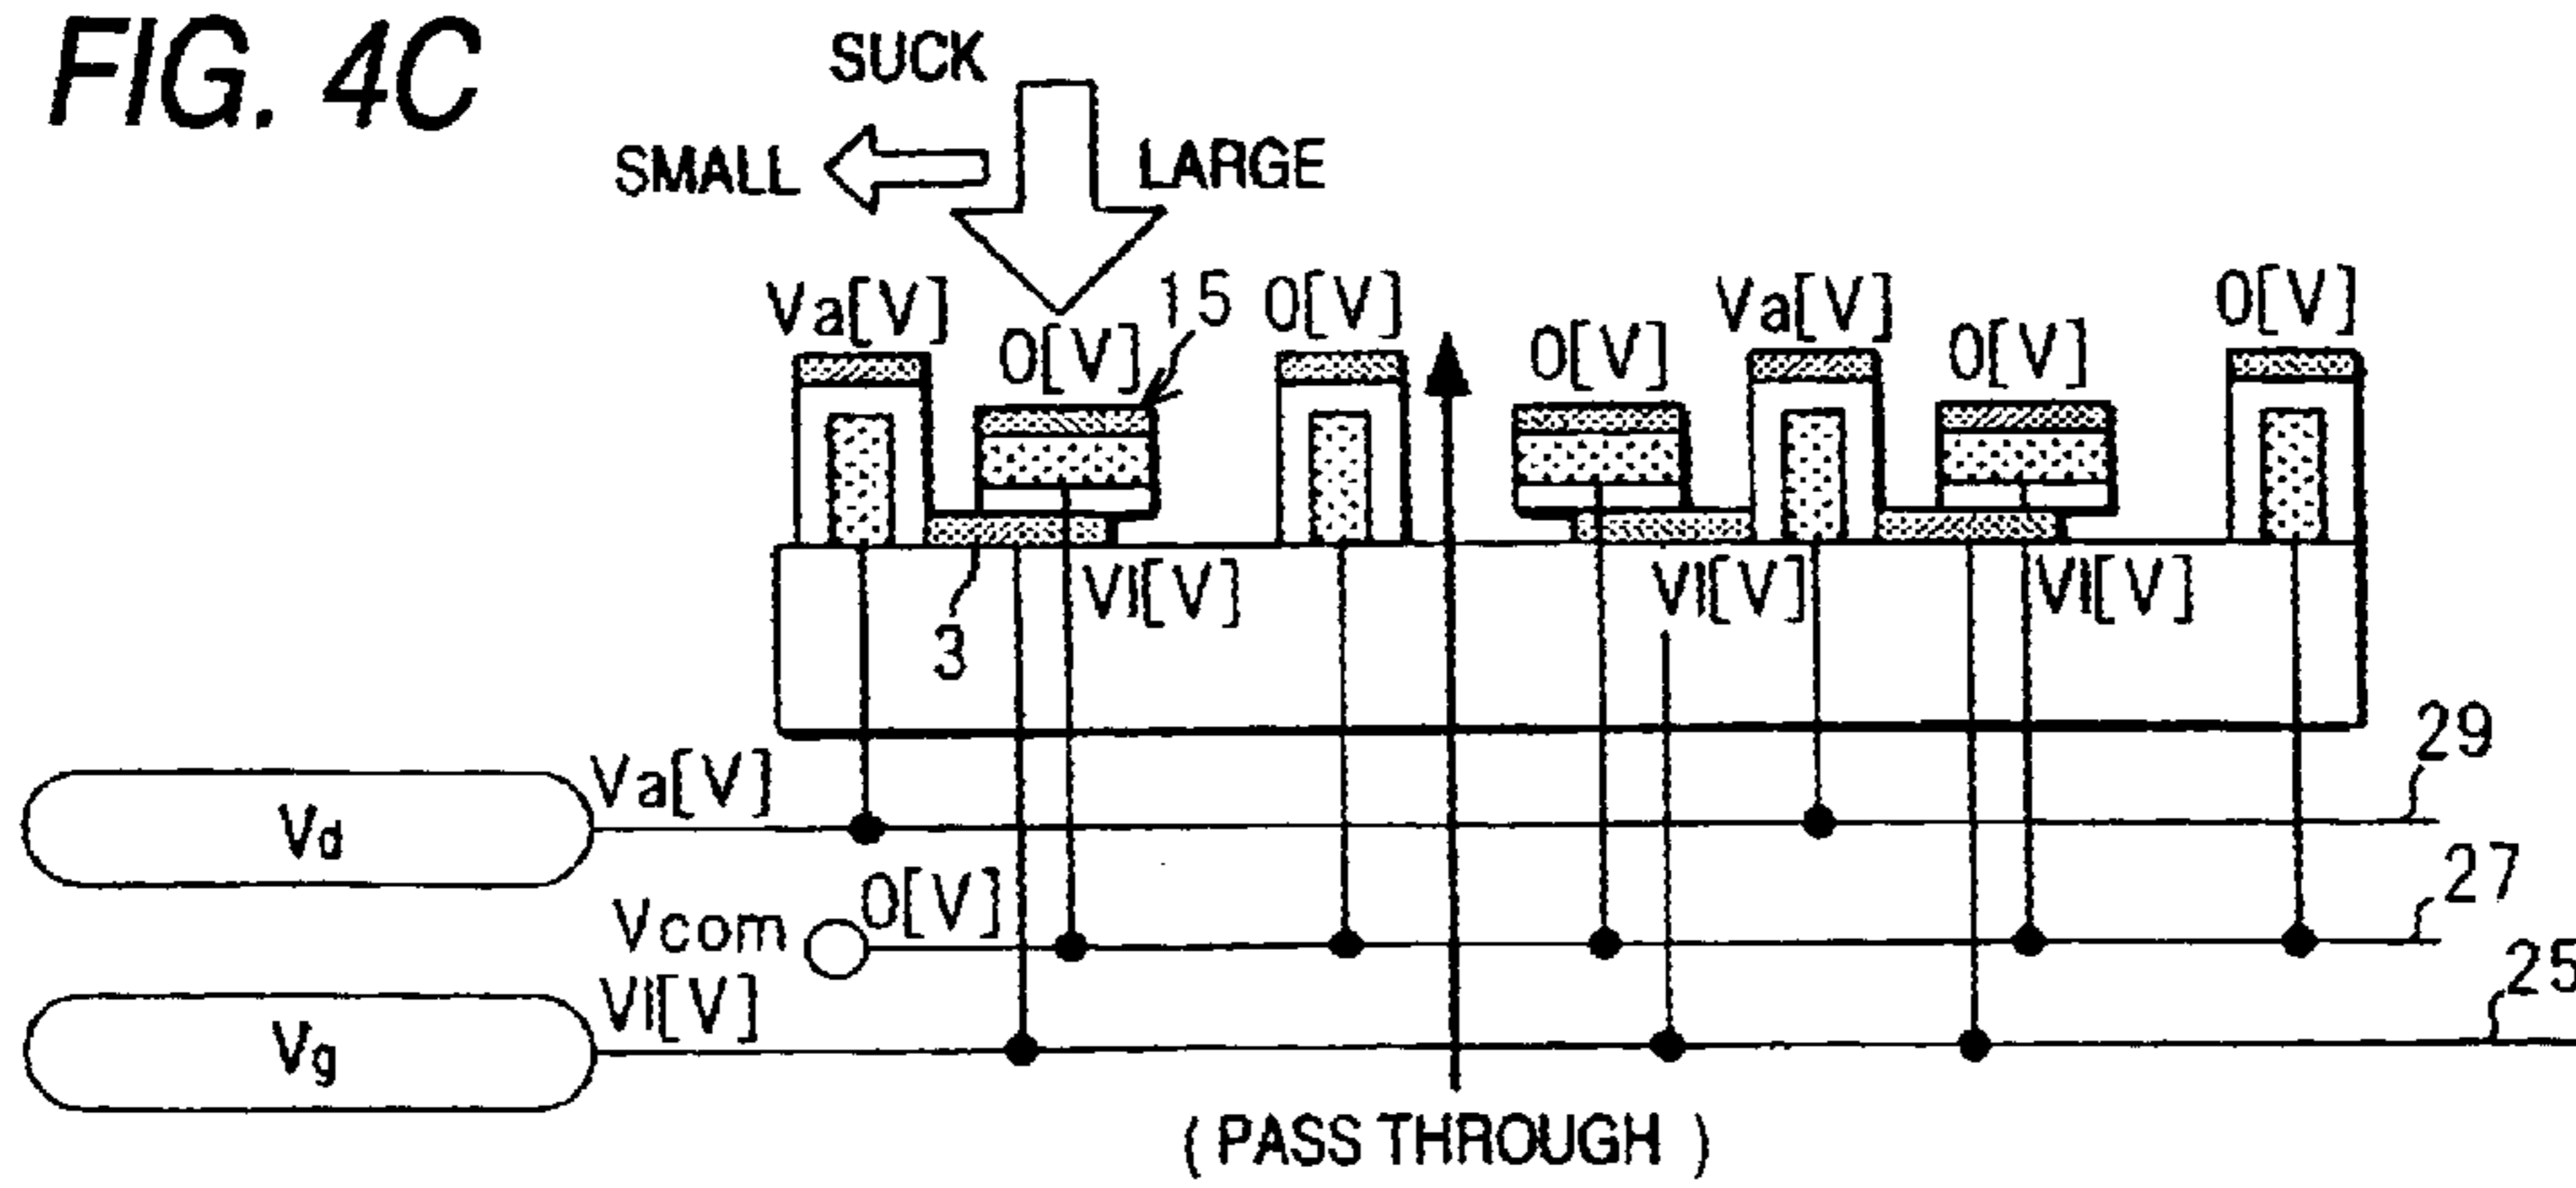 FIG. 4C
SUCK
SMALL
LARGE
Va[V]
0[V]
15
0[V]
0[V]
Va[V]
0[V]
0[V]
3
Vl[V]
Vl[V]
Vl[V]
29
Va[V]
Vd
27
0[V]
Vcom
25
Vl[V]
Vg
( PASS THROUGH )